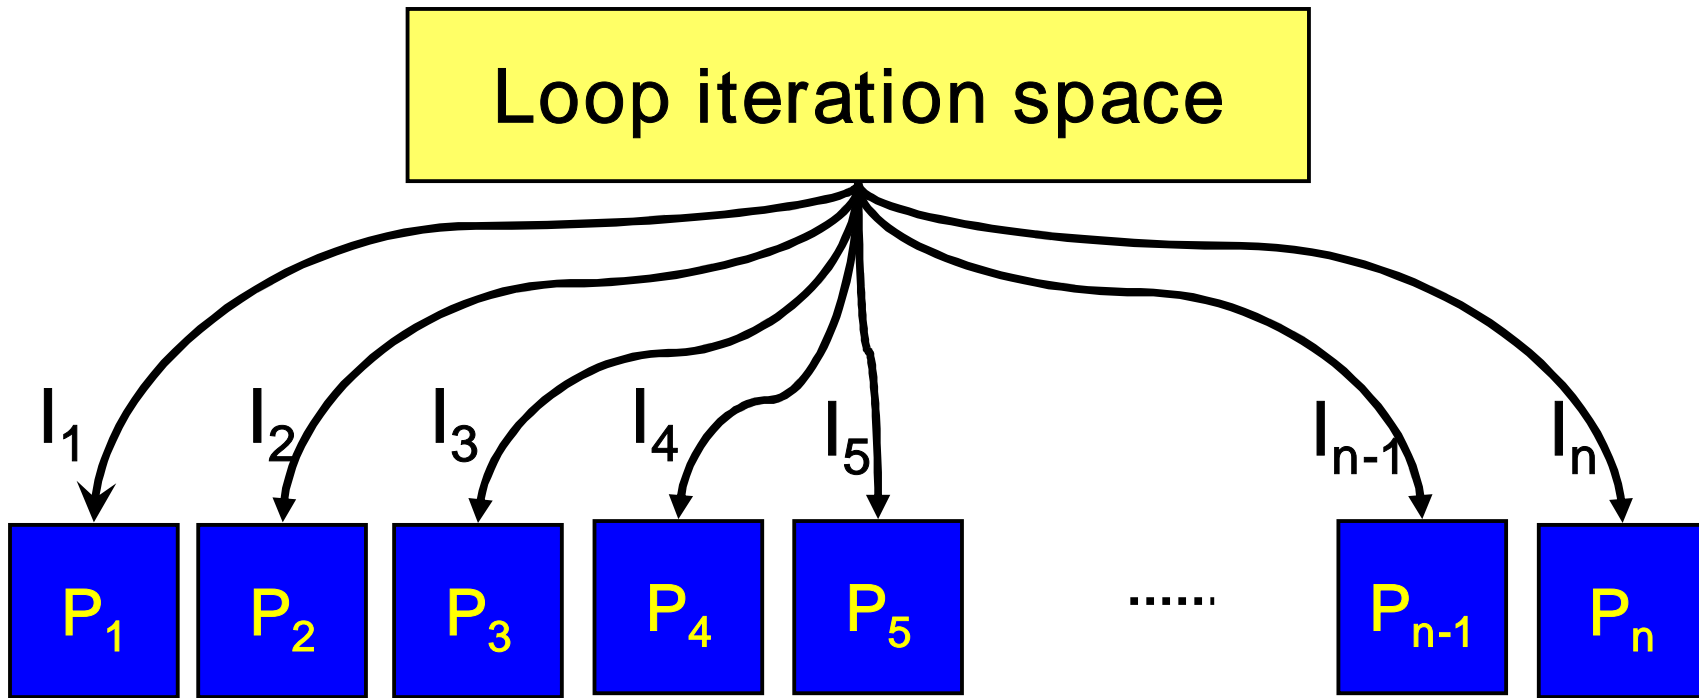 Loop iteration space
I₁ I₂ I₃ I₄ I₅ Iₙ₋₁ Iₙ
P₁ P₂ P₃ P₄ P₅ ...... Pₙ₋₁ Pₙ